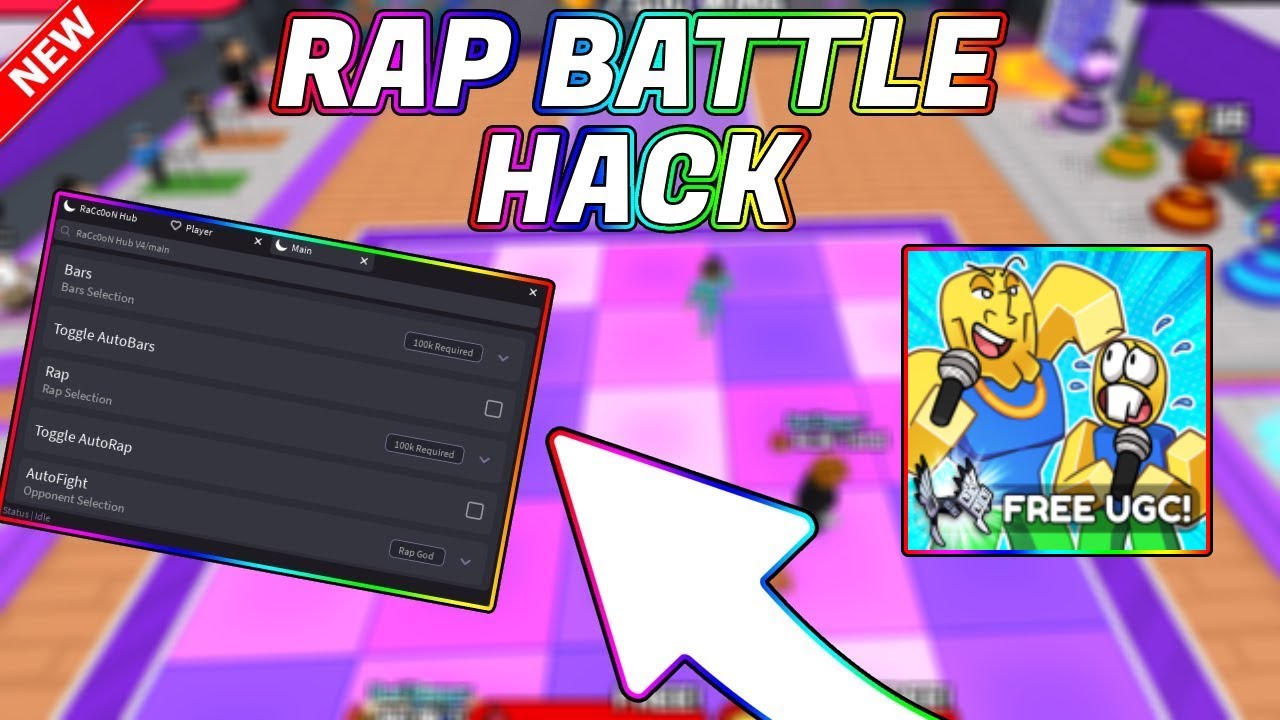 NEW
RAP BATTLE
HACK
RaCc0oN Hub
Player
Main
RaCc0oN Hub V4/main
Bars
Bars Selection
100k Required
Toggle AutoBars
Rap
Rap Selection
100k Required
Toggle AutoRap
AutoFight
Opponent Selection
Rap God
Status | Idle
FREE UGC!